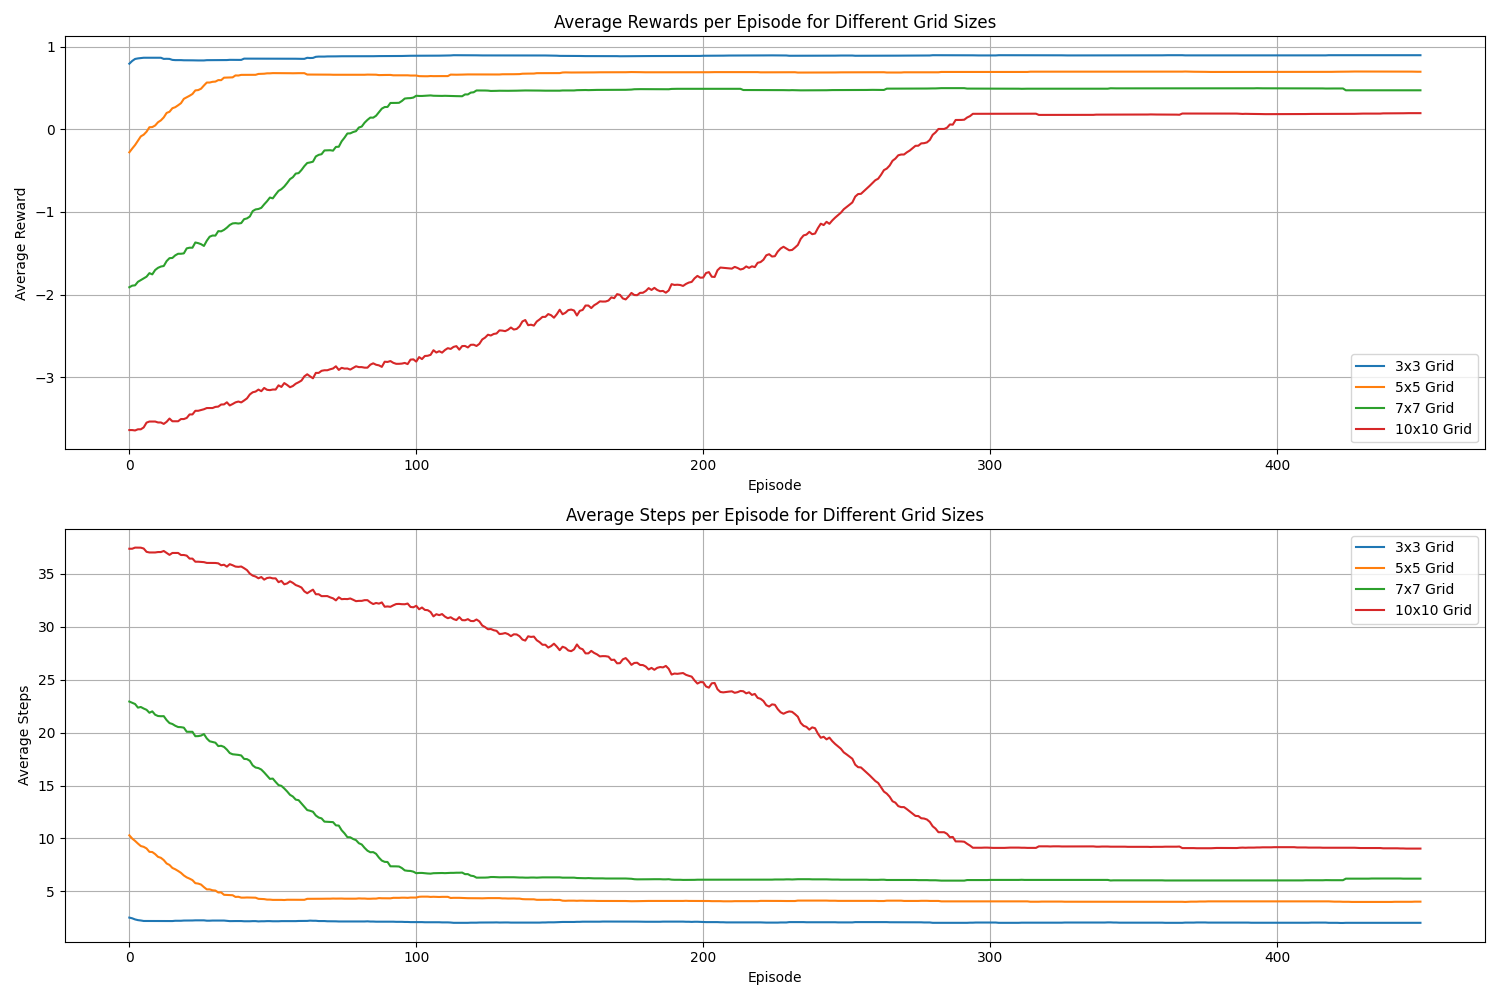 Average Rewards per Episode for Different Grid Sizes
1
0
−1
−2
−3
Average Reward
3x3 Grid
5x5 Grid
7x7 Grid
10x10 Grid
0 100 200 300 400
Episode
Average Steps per Episode for Different Grid Sizes
35
30
25
20
15
10
5
Average Steps
3x3 Grid
5x5 Grid
7x7 Grid
10x10 Grid
0 100 200 300 400
Episode